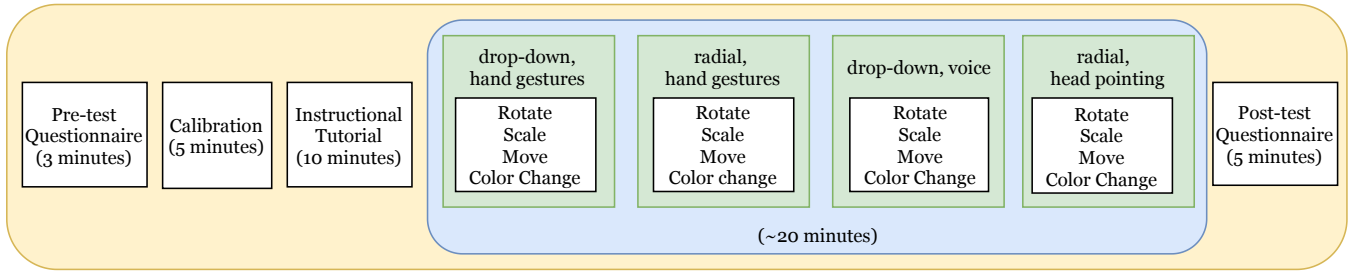 Pre-test
Questionnaire
(3 minutes)
Calibration
(5 minutes)
Instructional
Tutorial
(10 minutes)
drop-down,
hand gestures
Rotate
Scale
Move
Color Change
radial,
hand gestures
Rotate
Scale
Move
Color change
drop-down, voice
Rotate
Scale
Move
Color Change
radial,
head pointing
Rotate
Scale
Move
Color Change
(~20 minutes)
Post-test
Questionnaire
(5 minutes)